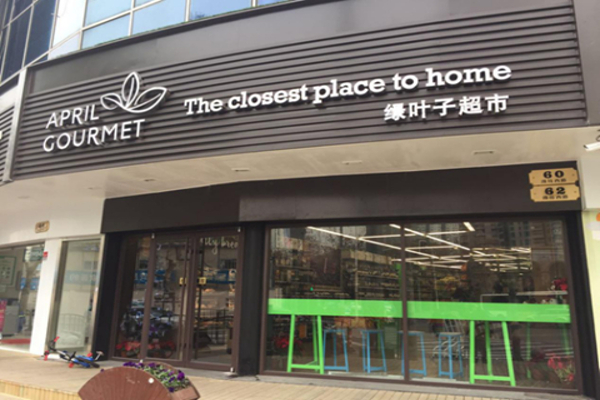 APRIL
GOURMET
The closest place to home
绿叶子超市
60
62